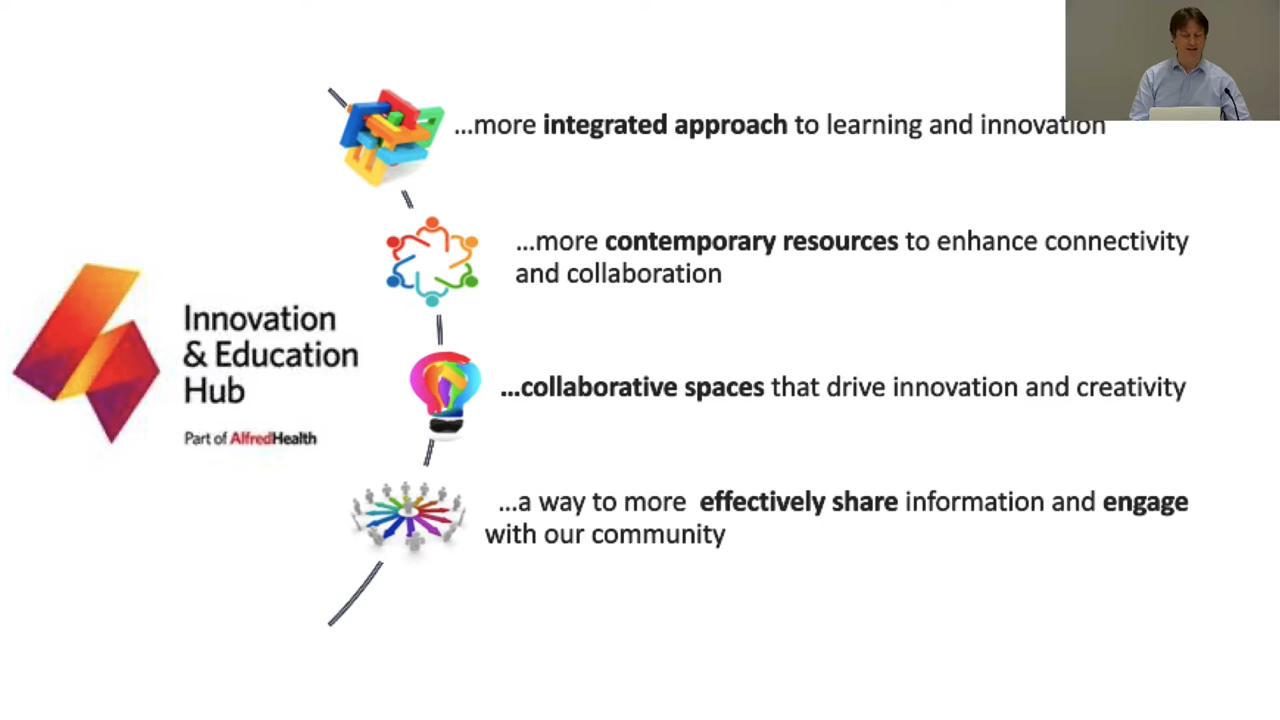 ...more integrated approach to learning and innovation
...more contemporary resources to enhance connectivity
and collaboration
Innovation
& Education
Hub
Part of AlfredHealth
...collaborative spaces that drive innovation and creativity
...a way to more effectively share information and engage
with our community